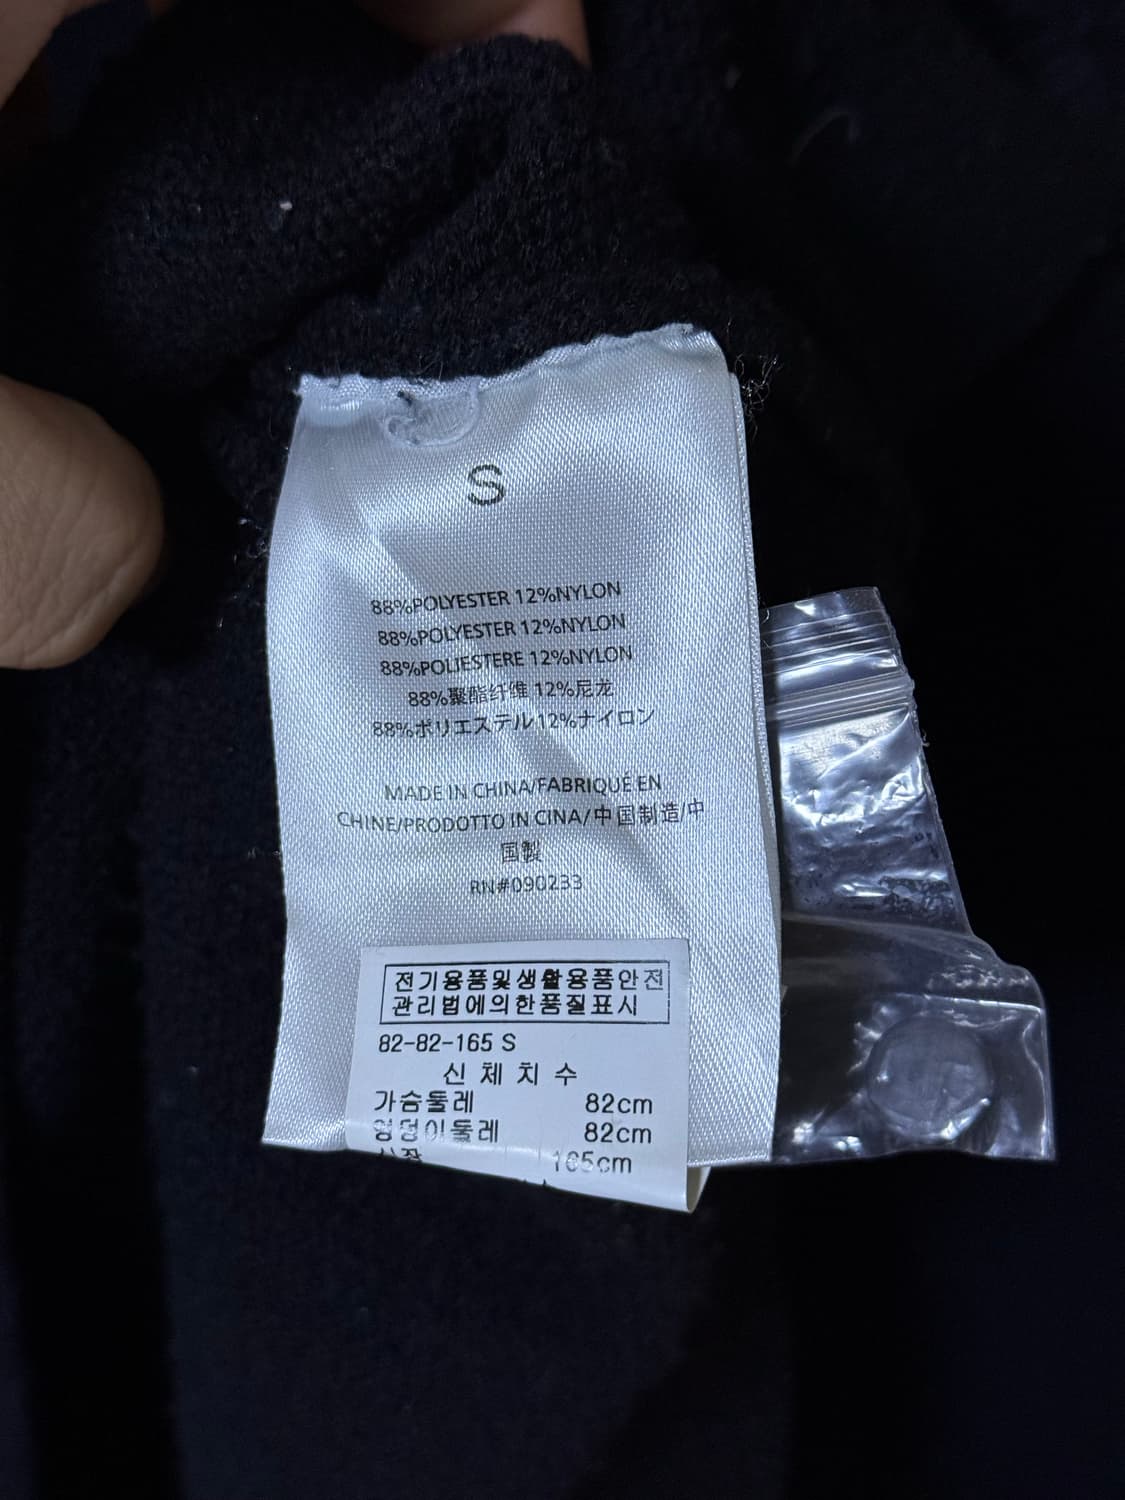 S
88%POLYESTER 12%NYLON
88%POLYESTER 12%NYLON
88%POLIESTERE 12%NYLON
88%聚酯纤维 12%尼龙
88%ポリエステル 12%ナイロン
MADE IN CHINA/FABRIQUÉ EN
CHINE/PRODOTTO IN CINA/中国制造/中
国製
RN#090233
전기용품및생활용품안전
관리법에의한품질표시
82-82-165 S
신 체 치 수
가슴둘레 82cm
엉덩이둘레 82cm
165cm